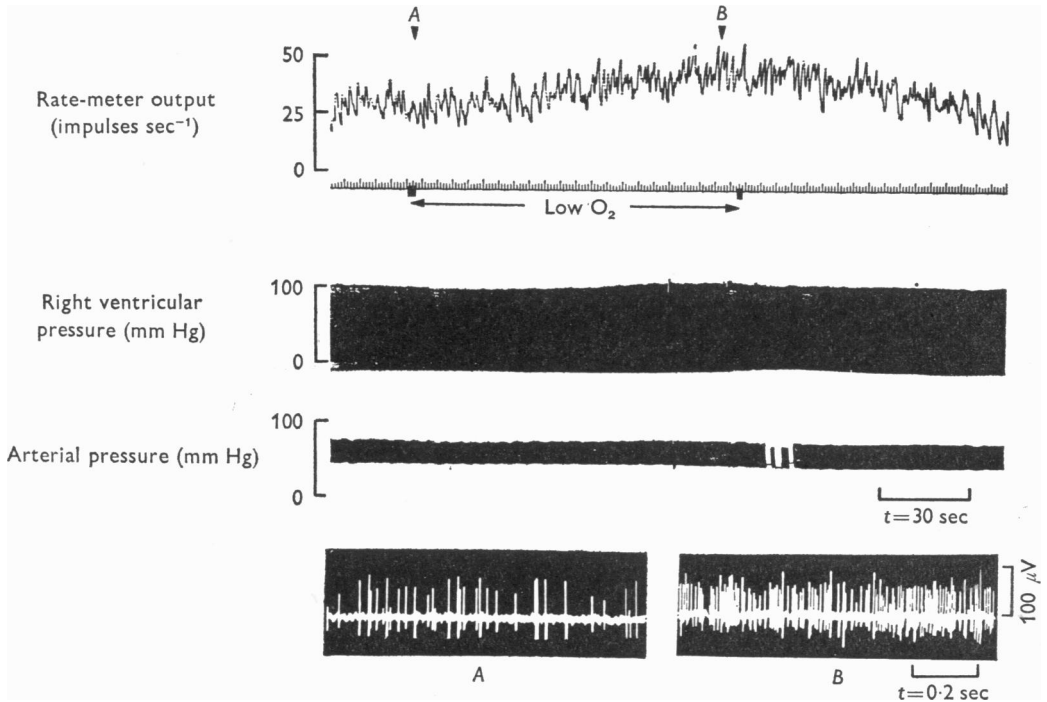 A B
50
Rate-meter output
25
(impulses sec⁻¹)
0
Low O₂
100
Right ventricular
pressure (mm Hg)
0
100
Arterial pressure (mm Hg)
0
t=30 sec
100 μV
A B
t=0·2 sec